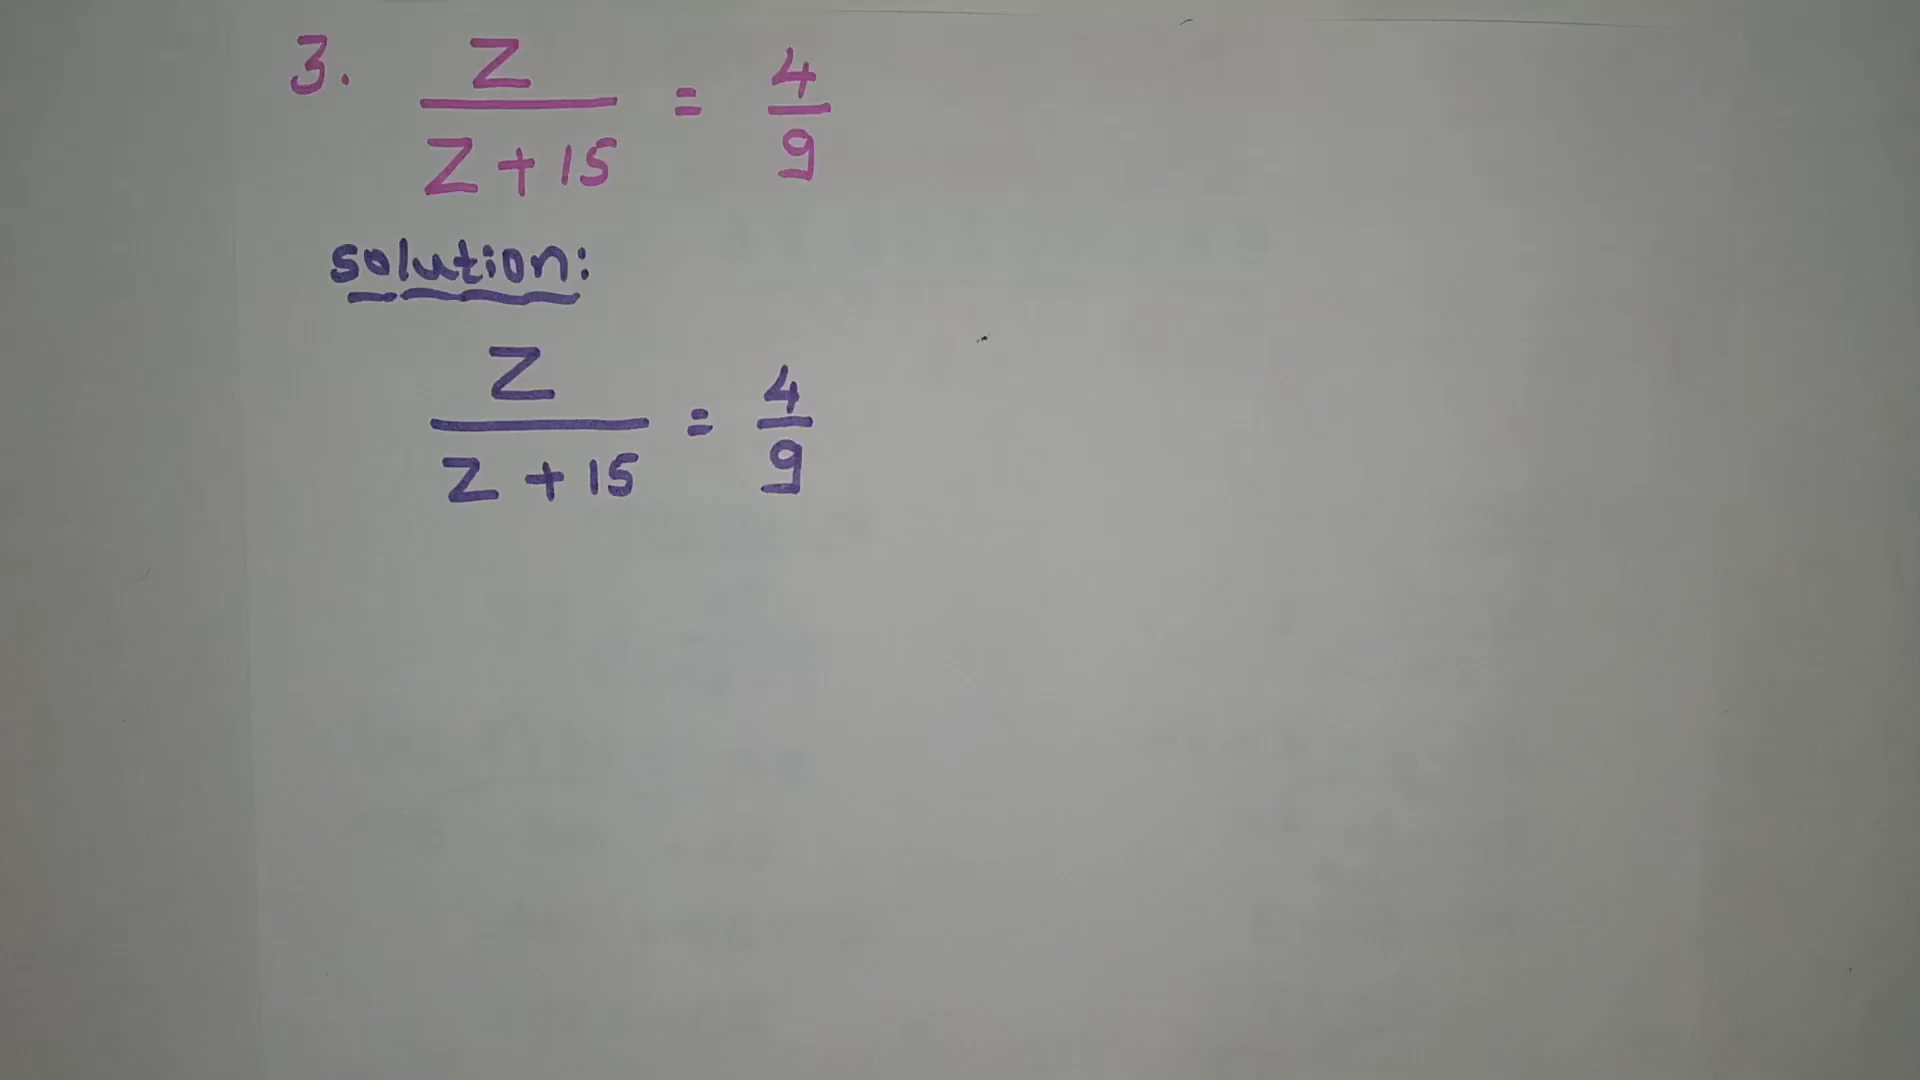 3. Z/(Z+15) = 4/9
solution:
Z/(Z+15) = 4/9